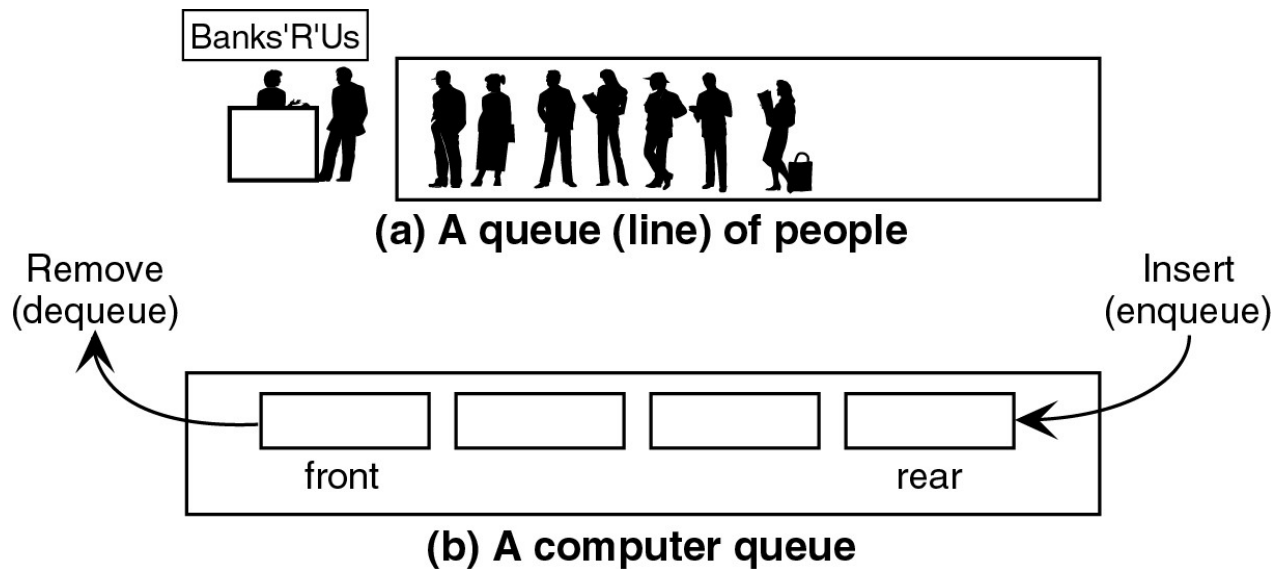 Banks'R'Us
(a) A queue (line) of people
Remove
(dequeue)
Insert
(enqueue)
front
rear
(b) A computer queue